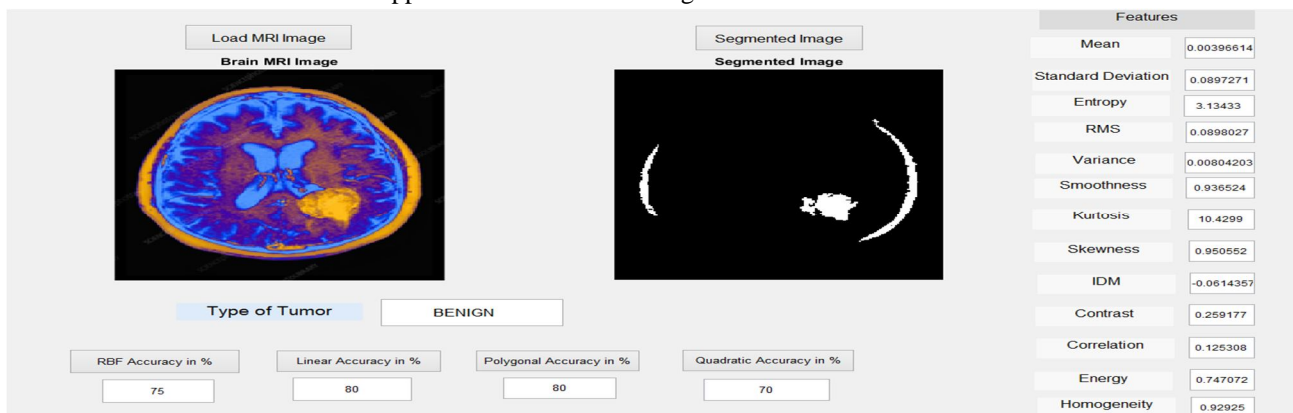 Features
Load MRI Image
Segmented Image
Brain MRI Image
Segmented Image
Mean 0.00396614
Standard Deviation 0.0897271
Entropy 3.13433
RMS 0.0898027
Variance 0.00804203
Smoothness 0.936524
Kurtosis 10.4299
Skewness 0.950552
IDM -0.0614357
Contrast 0.259177
Correlation 0.125308
Energy 0.747072
Homogeneity 0.92925
Type of Tumor BENIGN
RBF Accuracy in % Linear Accuracy in % Polygonal Accuracy in % Quadratic Accuracy in %
75 80 80 70